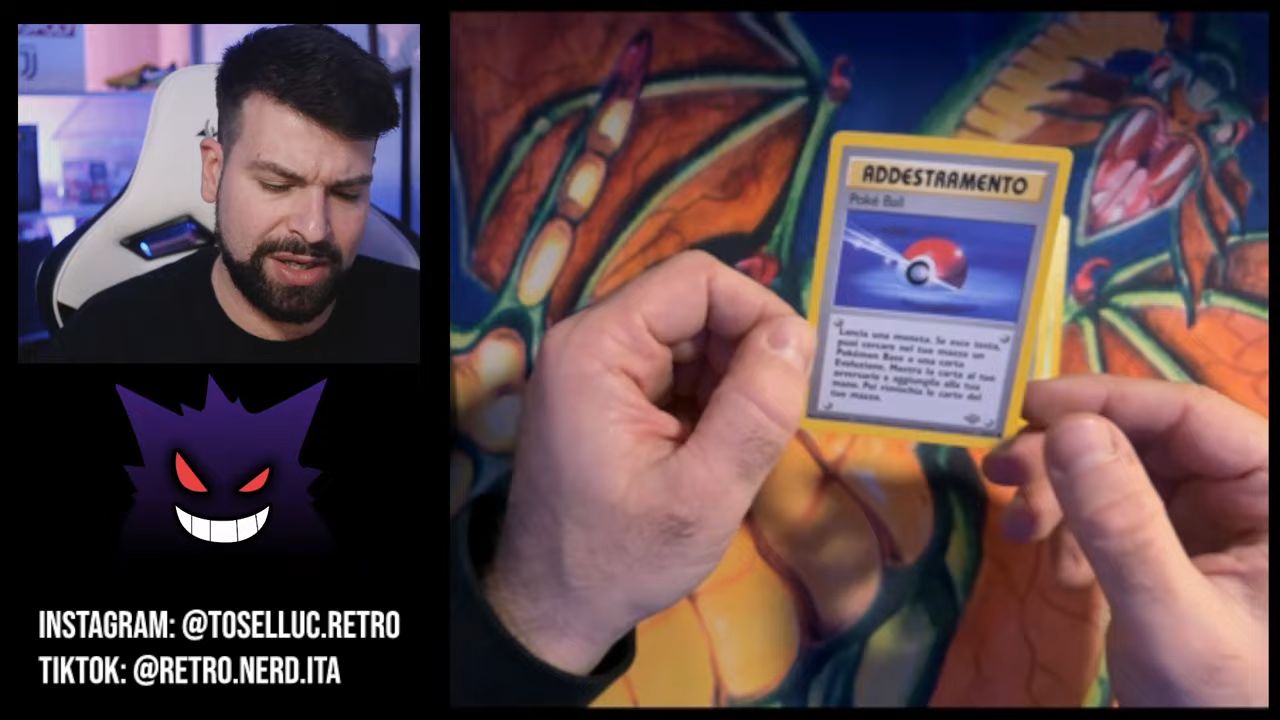 ADDESTRAMENTO
Poké Ball
Lancia una moneta. Se esce testa,
puoi cercare nel tuo mazzo un
Pokémon Base o una carta
Evoluzione. Mostra la carta al tuo
avversario e aggiungila alla tua
mano. Poi rimischia le carte del
tuo mazzo.
INSTAGRAM: @TOSELLUC.RETRO
TIKTOK: @RETRO.NERD.ITA